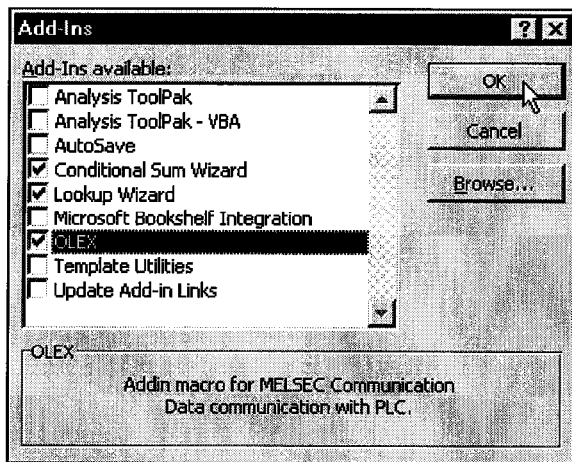 Add-Ins
Add-Ins available:
Analysis ToolPak
Analysis ToolPak - VBA
AutoSave
Conditional Sum Wizard
Lookup Wizard
Microsoft Bookshelf Integration
OLEX
Template Utilities
Update Add-in Links
OK
Cancel
Browse...
OLEX
Addin macro for MELSEC Communication
Data communication with PLC.